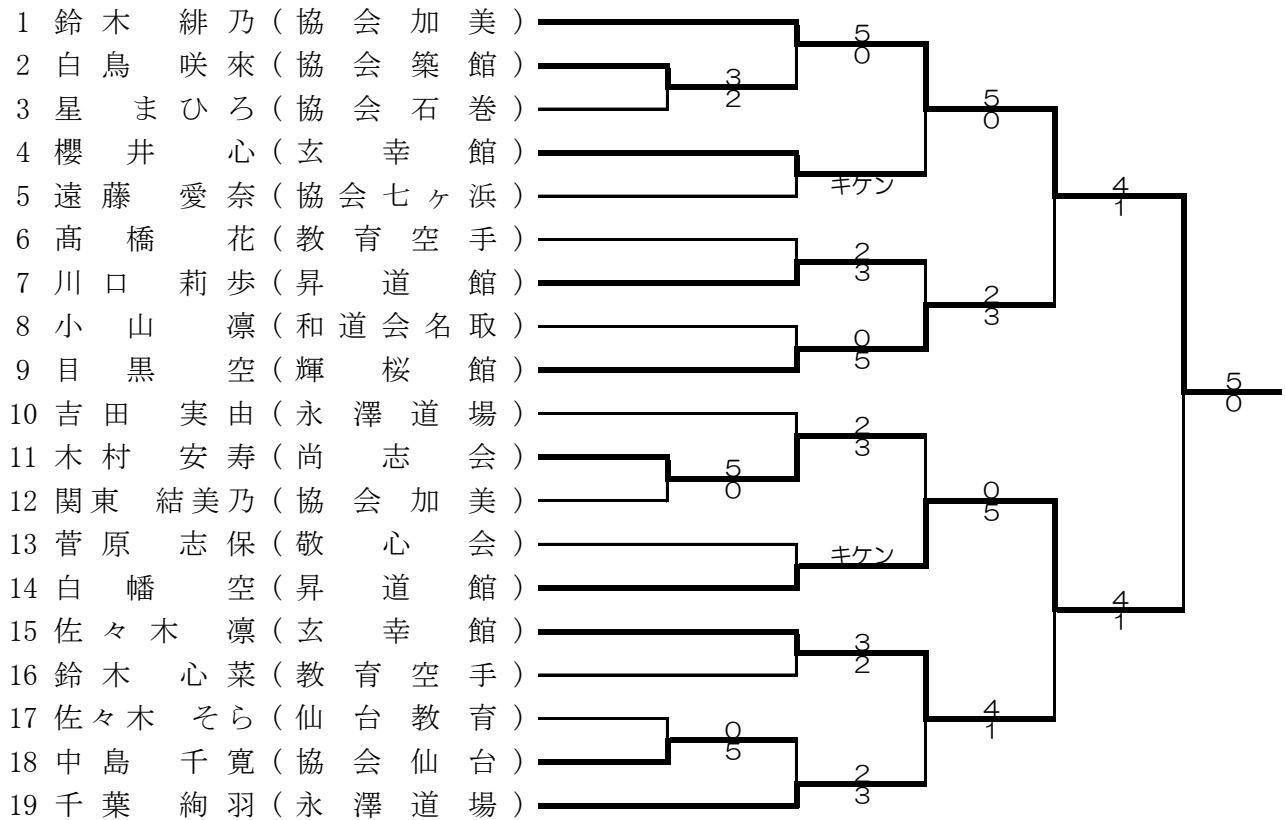 1 鈴木 緋乃(協会加美)
5
0
2 白鳥 咲來(協会築館)
3
2
3 星 まひろ(協会石巻)
5
0
4 櫻井 心(玄幸館)
キケン
5 遠藤 愛奈(協会七ヶ浜)
4
1
6 髙橋 花(教育空手)
2
3
7 川口 莉歩(昇道館)
2
3
8 小山 凛(和道会名取)
0
5
9 目黒 空(輝桜館)
5
0
10 吉田 実由(永澤道場)
2
3
11 木村 安寿(尚志会)
5
0
12 関東 結美乃(協会加美)
0
5
13 菅原 志保(敬心会)
キケン
14 白幡 空(昇道館)
4
1
15 佐々木 凛(玄幸館)
3
2
16 鈴木 心菜(教育空手)
17 佐々木 そら(仙台教育)
0
5
4
1
18 中島 千寛(協会仙台)
2
3
19 千葉 絢羽(永澤道場)